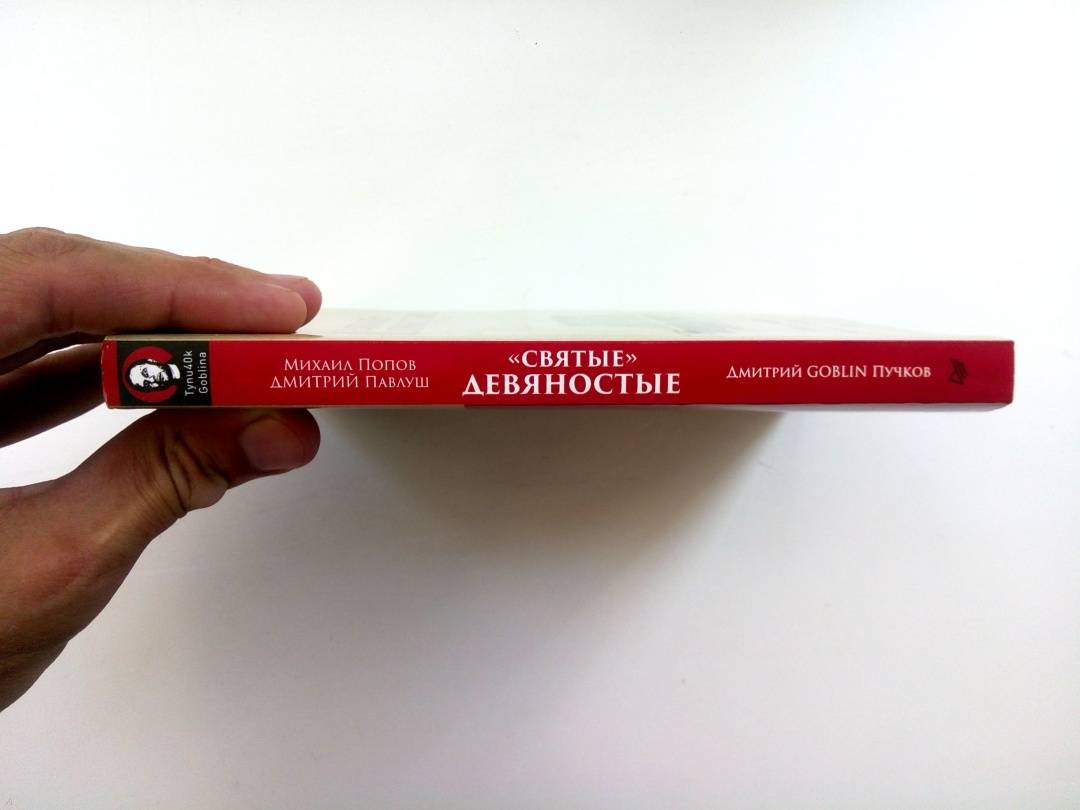 Tynu40k
Goblina
Михаил Попов
Дмитрий Павлуш
«СВЯТЫЕ»
ДЕВЯНОСТЫЕ
Дмитрий GOBLIN Пучков